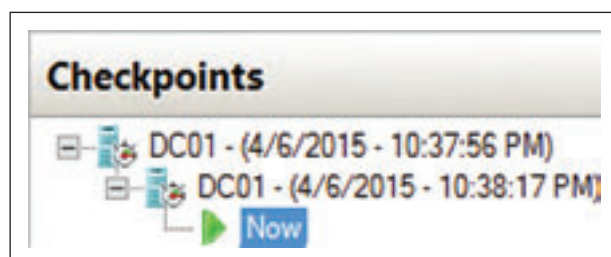 Checkpoints
DC01 - (4/6/2015 - 10:37:56 PM)
DC01 - (4/6/2015 - 10:38:17 PM)
Now